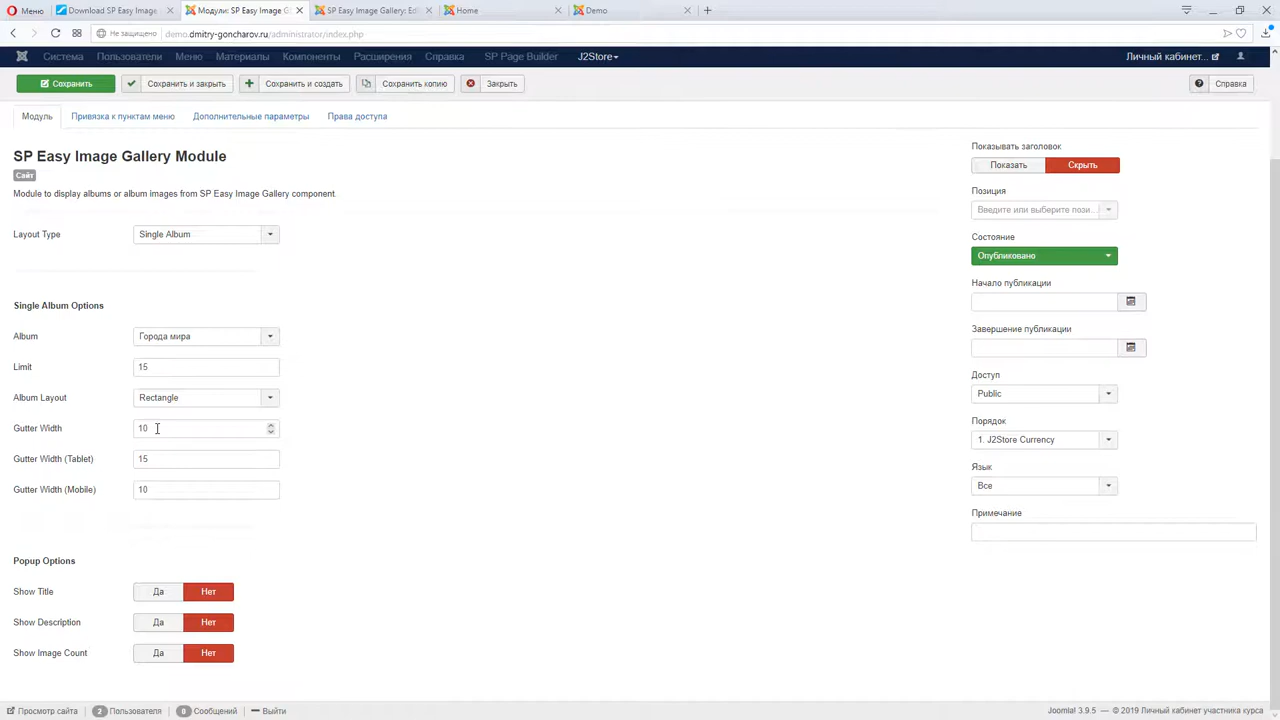 Меню
Download SP Easy Image
Модули: SP Easy Image G
SP Easy Image Gallery: Edi
Home
Demo
Не защищено
demo.dmitry-goncharov.ru/administrator/index.php
Система Пользователи Меню Материалы Компоненты Расширения Справка SP Page Builder J2Store
Личный кабинет...
Сохранить
Сохранить и закрыть
Сохранить и создать
Сохранить копию
Закрыть
Справка
Модуль
Привязка к пунктам меню
Дополнительные параметры
Права доступа
SP Easy Image Gallery Module
Сайт
Module to display albums or album images from SP Easy Image Gallery component.
Layout Type Single Album
Single Album Options
Album Города мира
Limit 15
Album Layout Rectangle
Gutter Width 10
Gutter Width (Tablet) 15
Gutter Width (Mobile) 10
Popup Options
Show Title Да Нет
Show Description Да Нет
Show Image Count Да Нет
Показывать заголовок
Показать Скрыть
Позиция
Введите или выберите пози...
Состояние
Опубликовано
Начало публикации
Завершение публикации
Доступ
Public
Порядок
1. J2Store Currency
Язык
Все
Примечание
Просмотр сайта 2 Пользователя 0 Сообщений Выйти
Joomla! 3.9.5 — © 2019 Личный кабинет участника курса